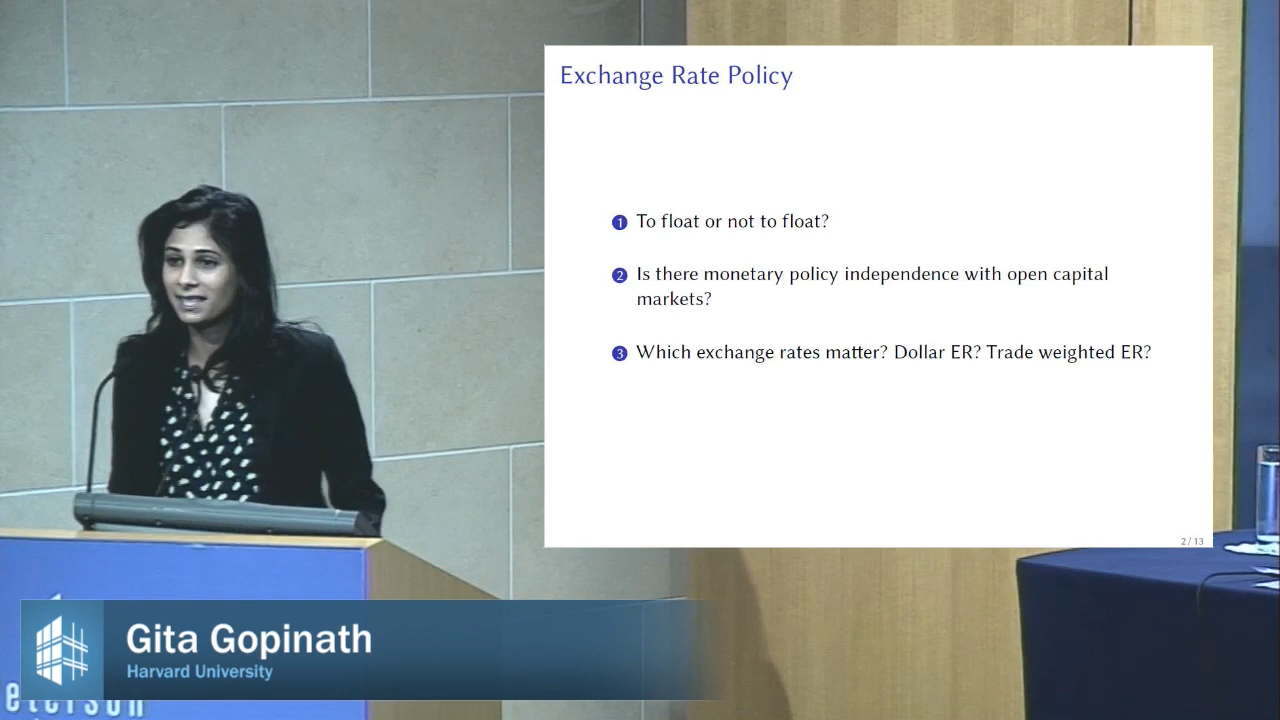 Exchange Rate Policy
1 To float or not to float?
2 Is there monetary policy independence with open capital
markets?
3 Which exchange rates matter? Dollar ER? Trade weighted ER?
2 / 13
Gita Gopinath
Harvard University
eterson